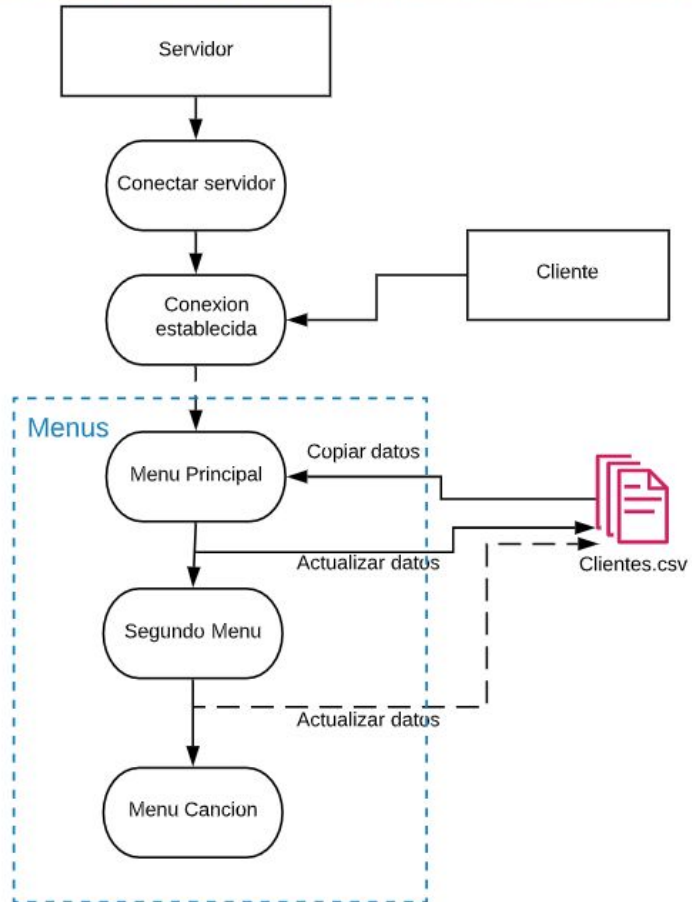 Servidor
Conectar servidor
Conexion
establecida
Cliente
Menus
Menu Principal
Copiar datos
Actualizar datos
Clientes.csv
Segundo Menu
Actualizar datos
Menu Cancion